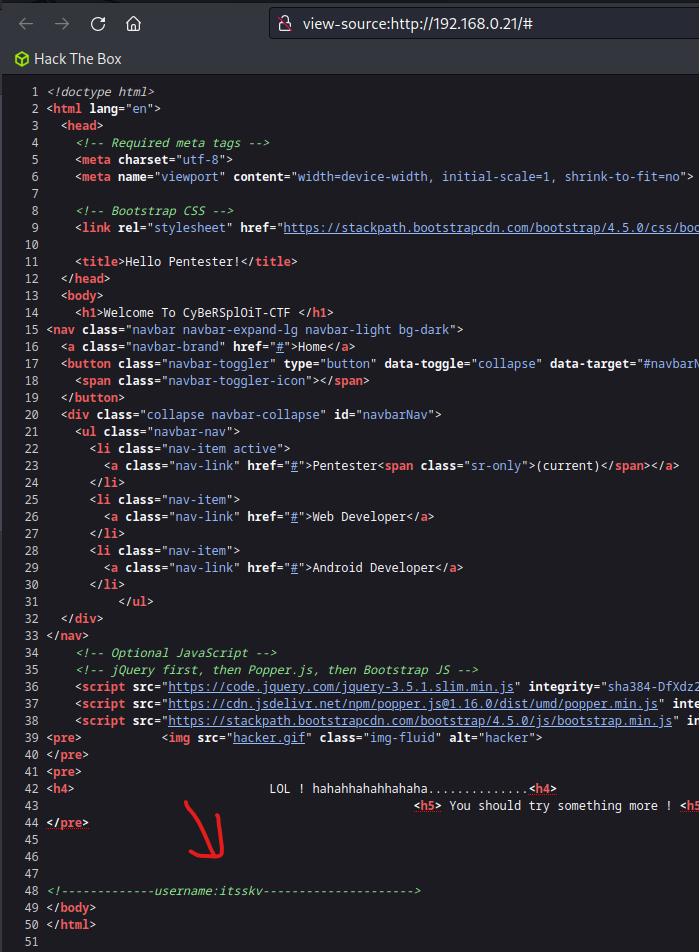 view-source:http://192.168.0.21/#
Hack The Box
1 <!doctype html>
2 <html lang="en">
3 <head>
4 <!-- Required meta tags -->
5 <meta charset="utf-8">
6 <meta name="viewport" content="width=device-width, initial-scale=1, shrink-to-fit=no">
7
8 <!-- Bootstrap CSS -->
9 <link rel="stylesheet" href="https://stackpath.bootstrapcdn.com/bootstrap/4.5.0/css/boo
10
11 <title>Hello Pentester!</title>
12 </head>
13 <body>
14 <h1>Welcome To CyBeRSplOiT-CTF </h1>
15 <nav class="navbar navbar-expand-lg navbar-light bg-dark">
16 <a class="navbar-brand" href="#">Home</a>
17 <button class="navbar-toggler" type="button" data-toggle="collapse" data-target="#navbarN
18 <span class="navbar-toggler-icon"></span>
19 </button>
20 <div class="collapse navbar-collapse" id="navbarNav">
21 <ul class="navbar-nav">
22 <li class="nav-item active">
23 <a class="nav-link" href="#">Pentester<span class="sr-only">(current)</span></a>
24 </li>
25 <li class="nav-item">
26 <a class="nav-link" href="#">Web Developer</a>
27 </li>
28 <li class="nav-item">
29 <a class="nav-link" href="#">Android Developer</a>
30 </li>
31 </ul>
32 </div>
33 </nav>
34 <!-- Optional JavaScript -->
35 <!-- jQuery first, then Popper.js, then Bootstrap JS -->
36 <script src="https://code.jquery.com/jquery-3.5.1.slim.min.js" integrity="sha384-DfXdz2
37 <script src="https://cdn.jsdelivr.net/npm/popper.js@1.16.0/dist/umd/popper.min.js" inte
38 <script src="https://stackpath.bootstrapcdn.com/bootstrap/4.5.0/js/bootstrap.min.js" in
39 <pre> <img src="hacker.gif" class="img-fluid" alt="hacker">
40 </pre>
41 <pre>
42 <h4> LOL ! hahahhahahhahaha..............<h4>
43 <h5> You should try something more ! <h5
44 </pre>
45
46
47
48 <!-------------username:itsskv--------------------->
49 </body>
50 </html>
51